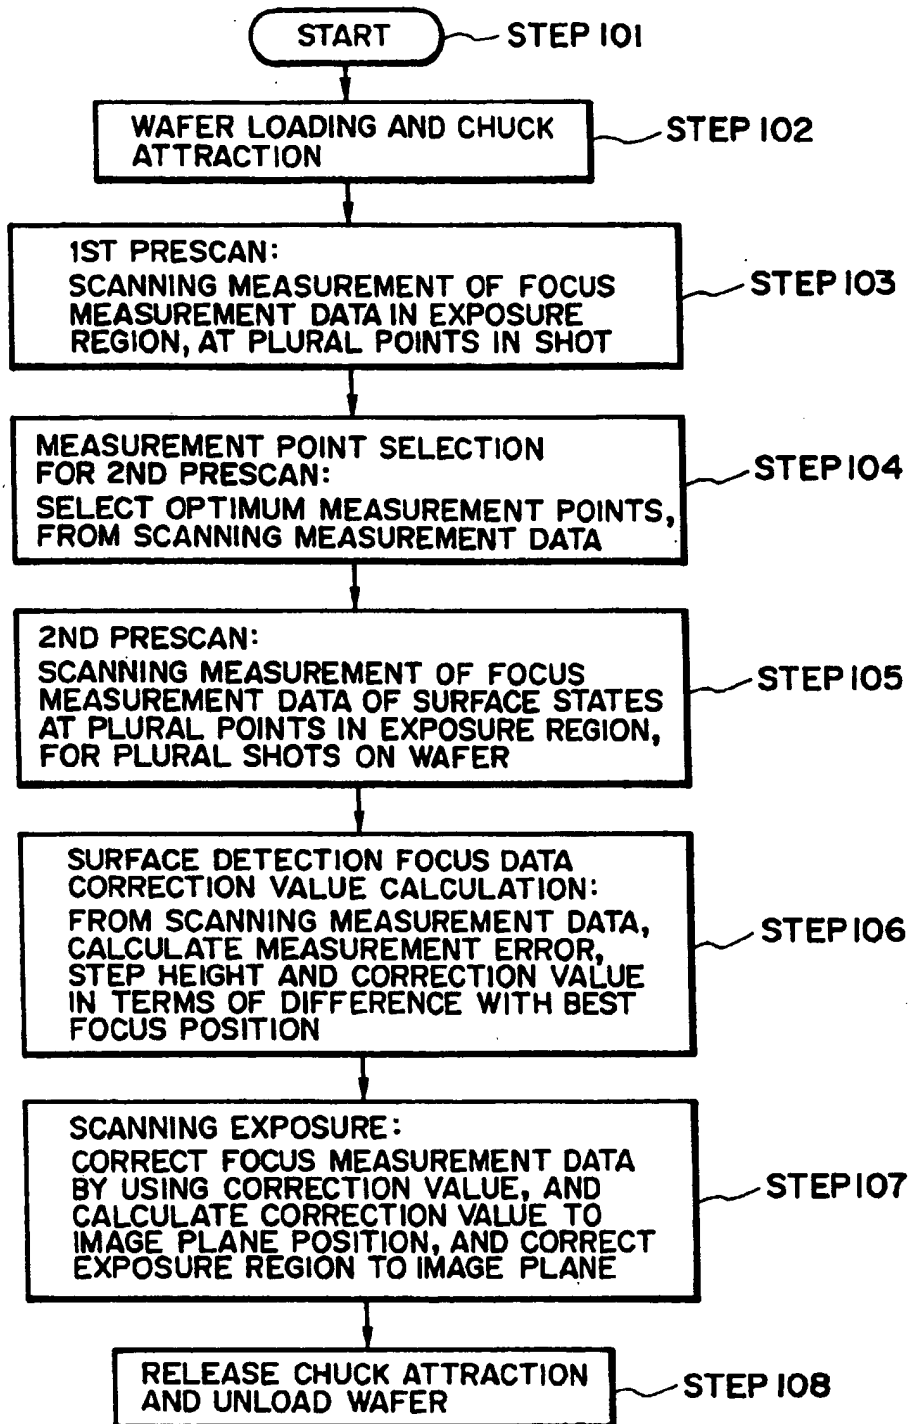 START
STEP 101
WAFER LOADING AND CHUCK
ATTRACTION
STEP 102
1ST PRESCAN:
SCANNING MEASUREMENT OF FOCUS
MEASUREMENT DATA IN EXPOSURE
REGION, AT PLURAL POINTS IN SHOT
STEP 103
MEASUREMENT POINT SELECTION
FOR 2ND PRESCAN:
SELECT OPTIMUM MEASUREMENT POINTS,
FROM SCANNING MEASUREMENT DATA
STEP 104
2ND PRESCAN:
SCANNING MEASUREMENT OF FOCUS
MEASUREMENT DATA OF SURFACE STATES
AT PLURAL POINTS IN EXPOSURE REGION,
FOR PLURAL SHOTS ON WAFER
STEP 105
SURFACE DETECTION FOCUS DATA
CORRECTION VALUE CALCULATION:
FROM SCANNING MEASUREMENT DATA,
CALCULATE MEASUREMENT ERROR,
STEP HEIGHT AND CORRECTION VALUE
IN TERMS OF DIFFERENCE WITH BEST
FOCUS POSITION
STEP 106
SCANNING EXPOSURE:
CORRECT FOCUS MEASUREMENT DATA
BY USING CORRECTION VALUE, AND
CALCULATE CORRECTION VALUE TO
IMAGE PLANE POSITION, AND CORRECT
EXPOSURE REGION TO IMAGE PLANE
STEP 107
RELEASE CHUCK ATTRACTION
AND UNLOAD WAFER
STEP 108